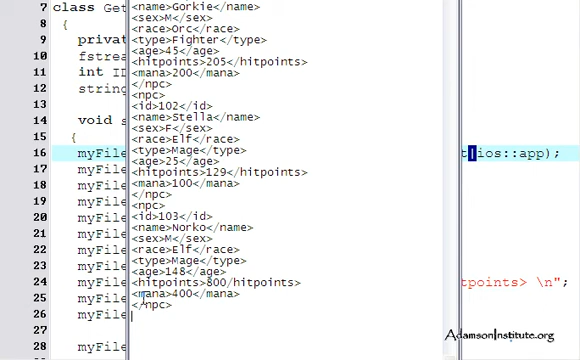 7 class Get
8 {
9 privat
10 fstrea
11 int ID
12 string
13
14 void s
15 {
16 myFile
17 myFile
18 myFile
19 myFile
20 myFile
21 myFile
22 myFile
23 myFile
24 myFile
25 myFile
26 myFile
27
28 myFile
<name>Gorkie</name>
<sex>M</sex>
<race>Orc</race>
<type>Fighter</type>
<age>45</age>
<hitpoints>205</hitpoints>
<mana>200</mana>
</npc>
<npc>
<id>102</id>
<name>Stella</name>
<sex>F</sex>
<race>Elf</race>
<type>Mage</type>
<age>25</age>
<hitpoints>129</hitpoints>
<mana>100</mana>
</npc>
<npc>
<id>103</id>
<name>Norko</name>
<sex>M</sex>
<race>Elf</race>
<type>Mage</type>
<age>148</age>
<hitpoints>800/hitpoints>
<mana>400</mana>
</npc>
t|ios::app);
tpoints> \n";
AdamsonInstitute.org